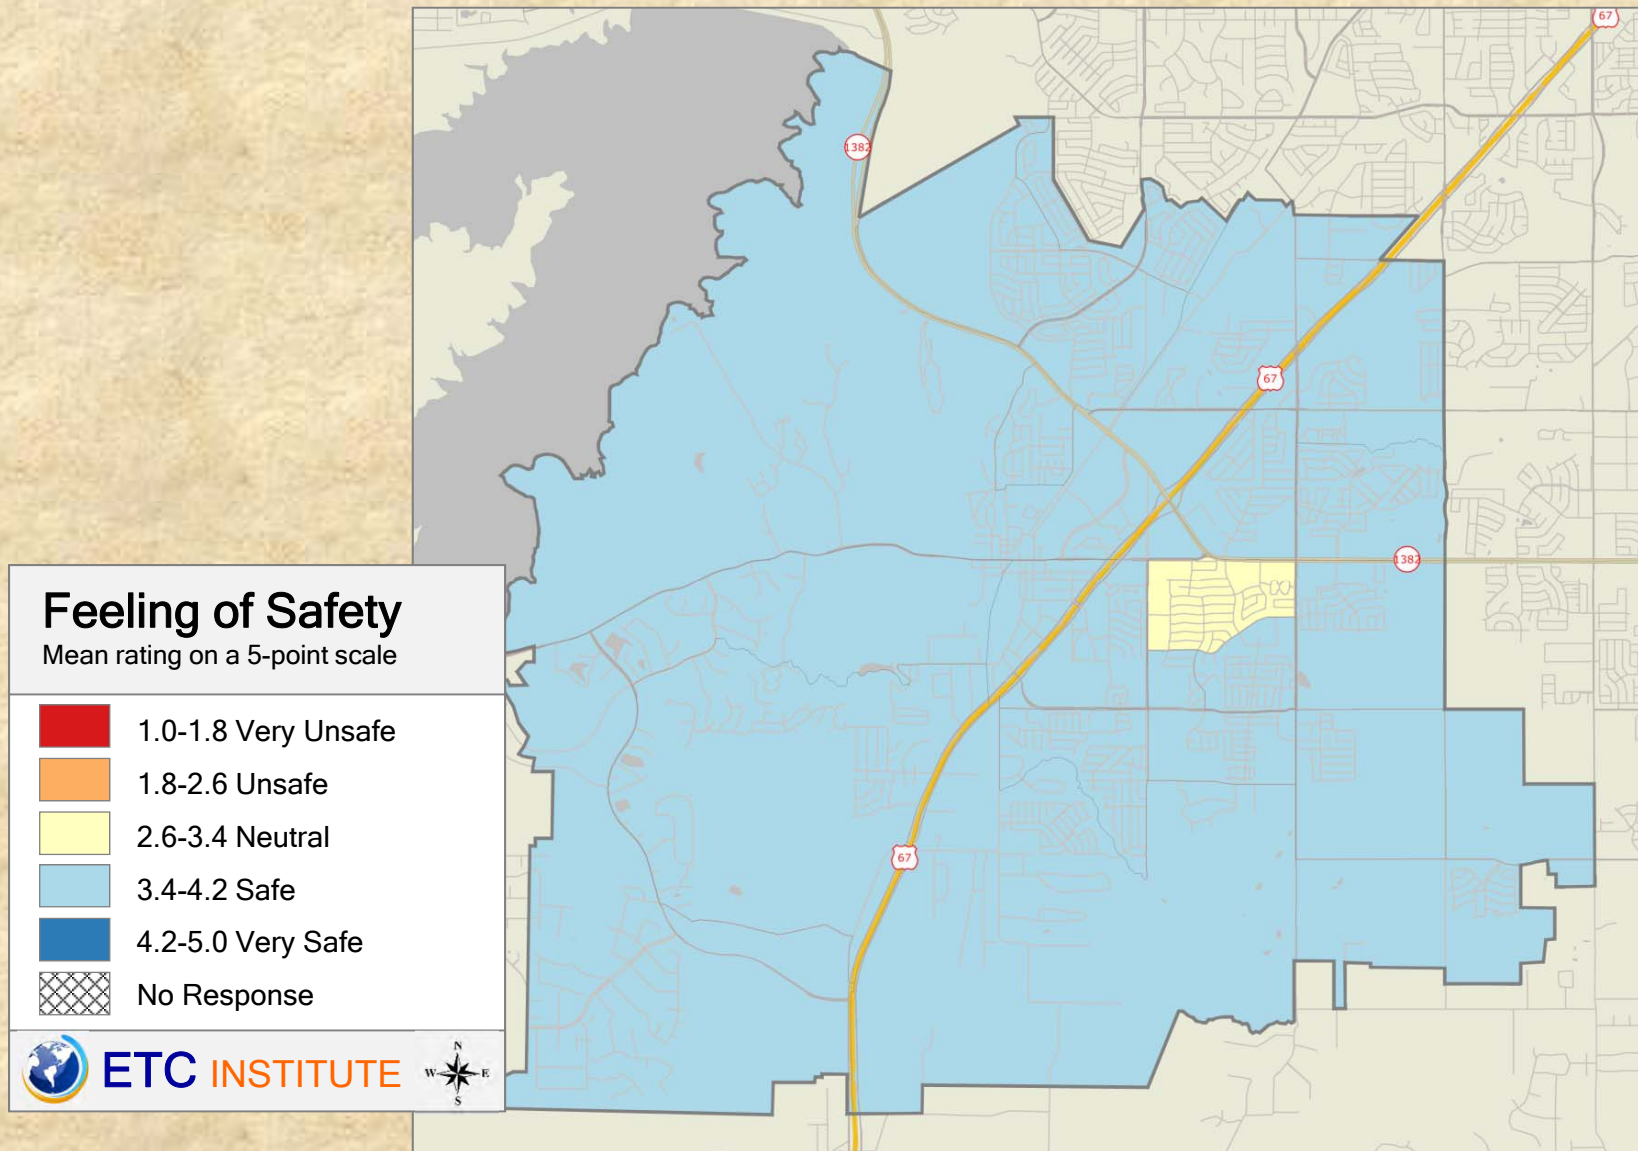 67
1382
67
1382
67
Feeling of Safety
Mean rating on a 5-point scale
1.0-1.8 Very Unsafe
1.8-2.6 Unsafe
2.6-3.4 Neutral
3.4-4.2 Safe
4.2-5.0 Very Safe
No Response
ETC INSTITUTE
N
W E
S